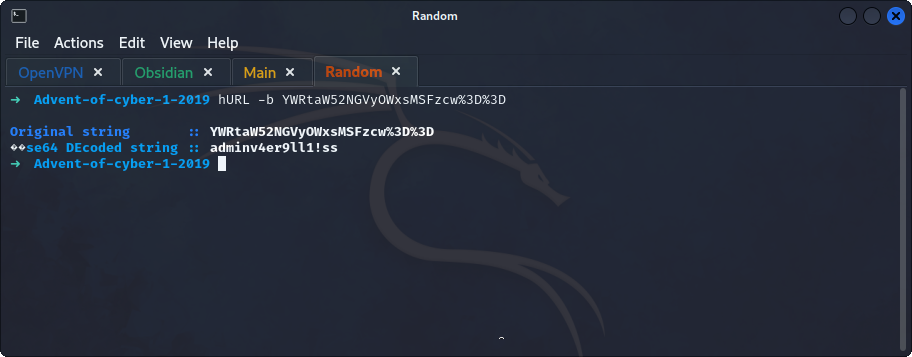 Random
File Actions Edit View Help
OpenVPN Obsidian Main Random
→ Advent-of-cyber-1-2019 hURL -b YWRtaW52NGVyOWxsMSFzcw%3D%3D
Original string :: YWRtaW52NGVyOWxsMSFzcw%3D%3D
��se64 DEcoded string :: adminv4er9ll1!ss
→ Advent-of-cyber-1-2019